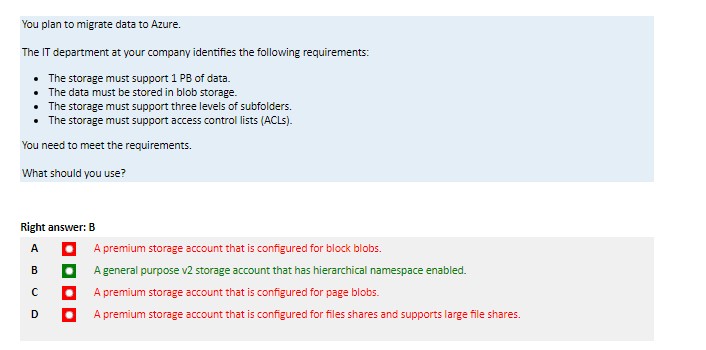 You plan to migrate data to Azure.
The IT department at your company identifies the following requirements:
• The storage must support 1 PB of data.
• The data must be stored in blob storage.
• The storage must support three levels of subfolders.
• The storage must support access control lists (ACLs).
You need to meet the requirements.
What should you use?
Right answer: B
A A premium storage account that is configured for block blobs.
B A general purpose v2 storage account that has hierarchical namespace enabled.
C A premium storage account that is configured for page blobs.
D A premium storage account that is configured for files shares and supports large file shares.